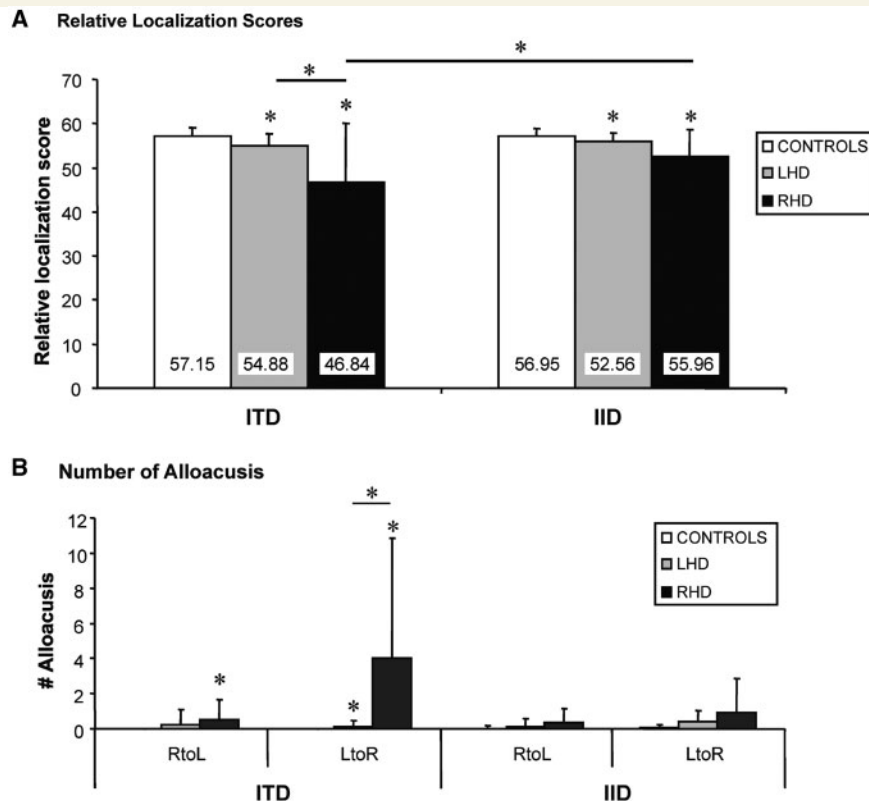 A Relative Localization Scores
*
*
* * * *
70
60
50
40
30
20
10
0
Relative localization score
57.15 54.88 46.84 56.95 52.56 55.96
ITD IID
CONTROLS
LHD
RHD
B Number of Alloacusis
*
*
*
*
12
10
8
6
4
2
0
# Alloacusis
CONTROLS
LHD
RHD
RtoL LtoR RtoL LtoR
ITD IID